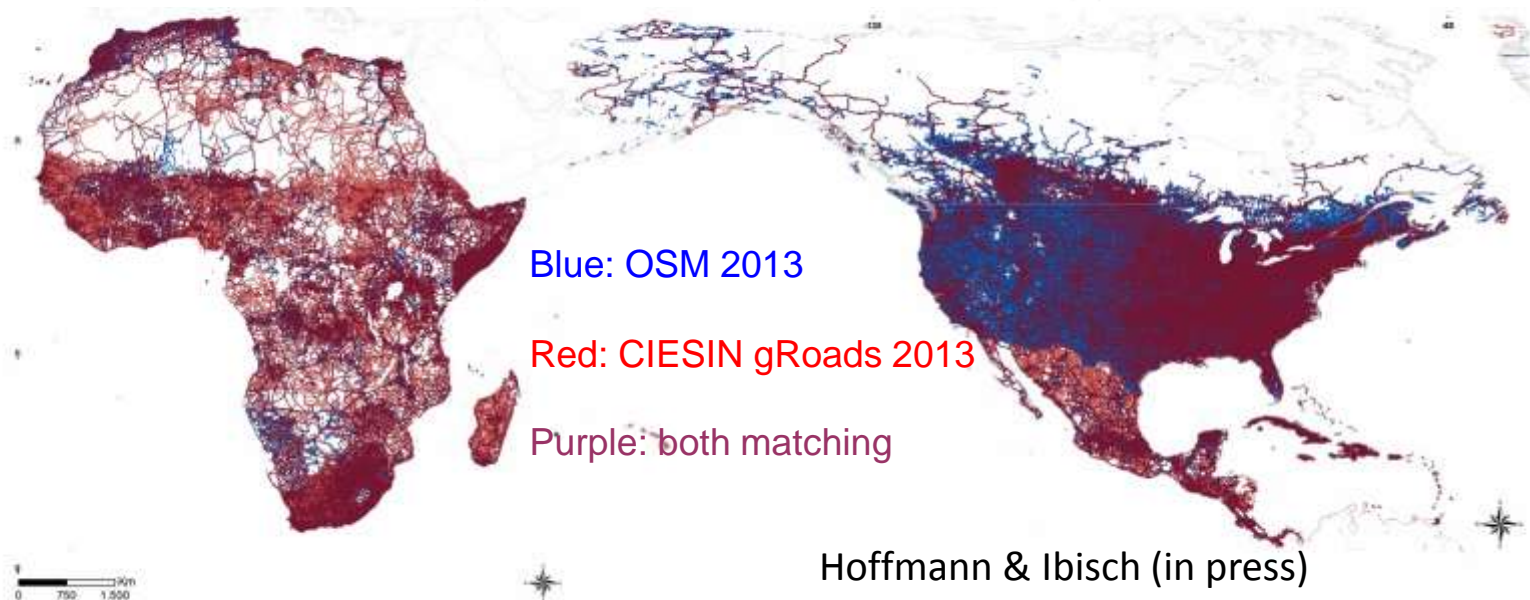 Blue: OSM 2013
Red: CIESIN gRoads 2013
Purple: both matching
Hoffmann & Ibisch (in press)
Km
0 750 1.500